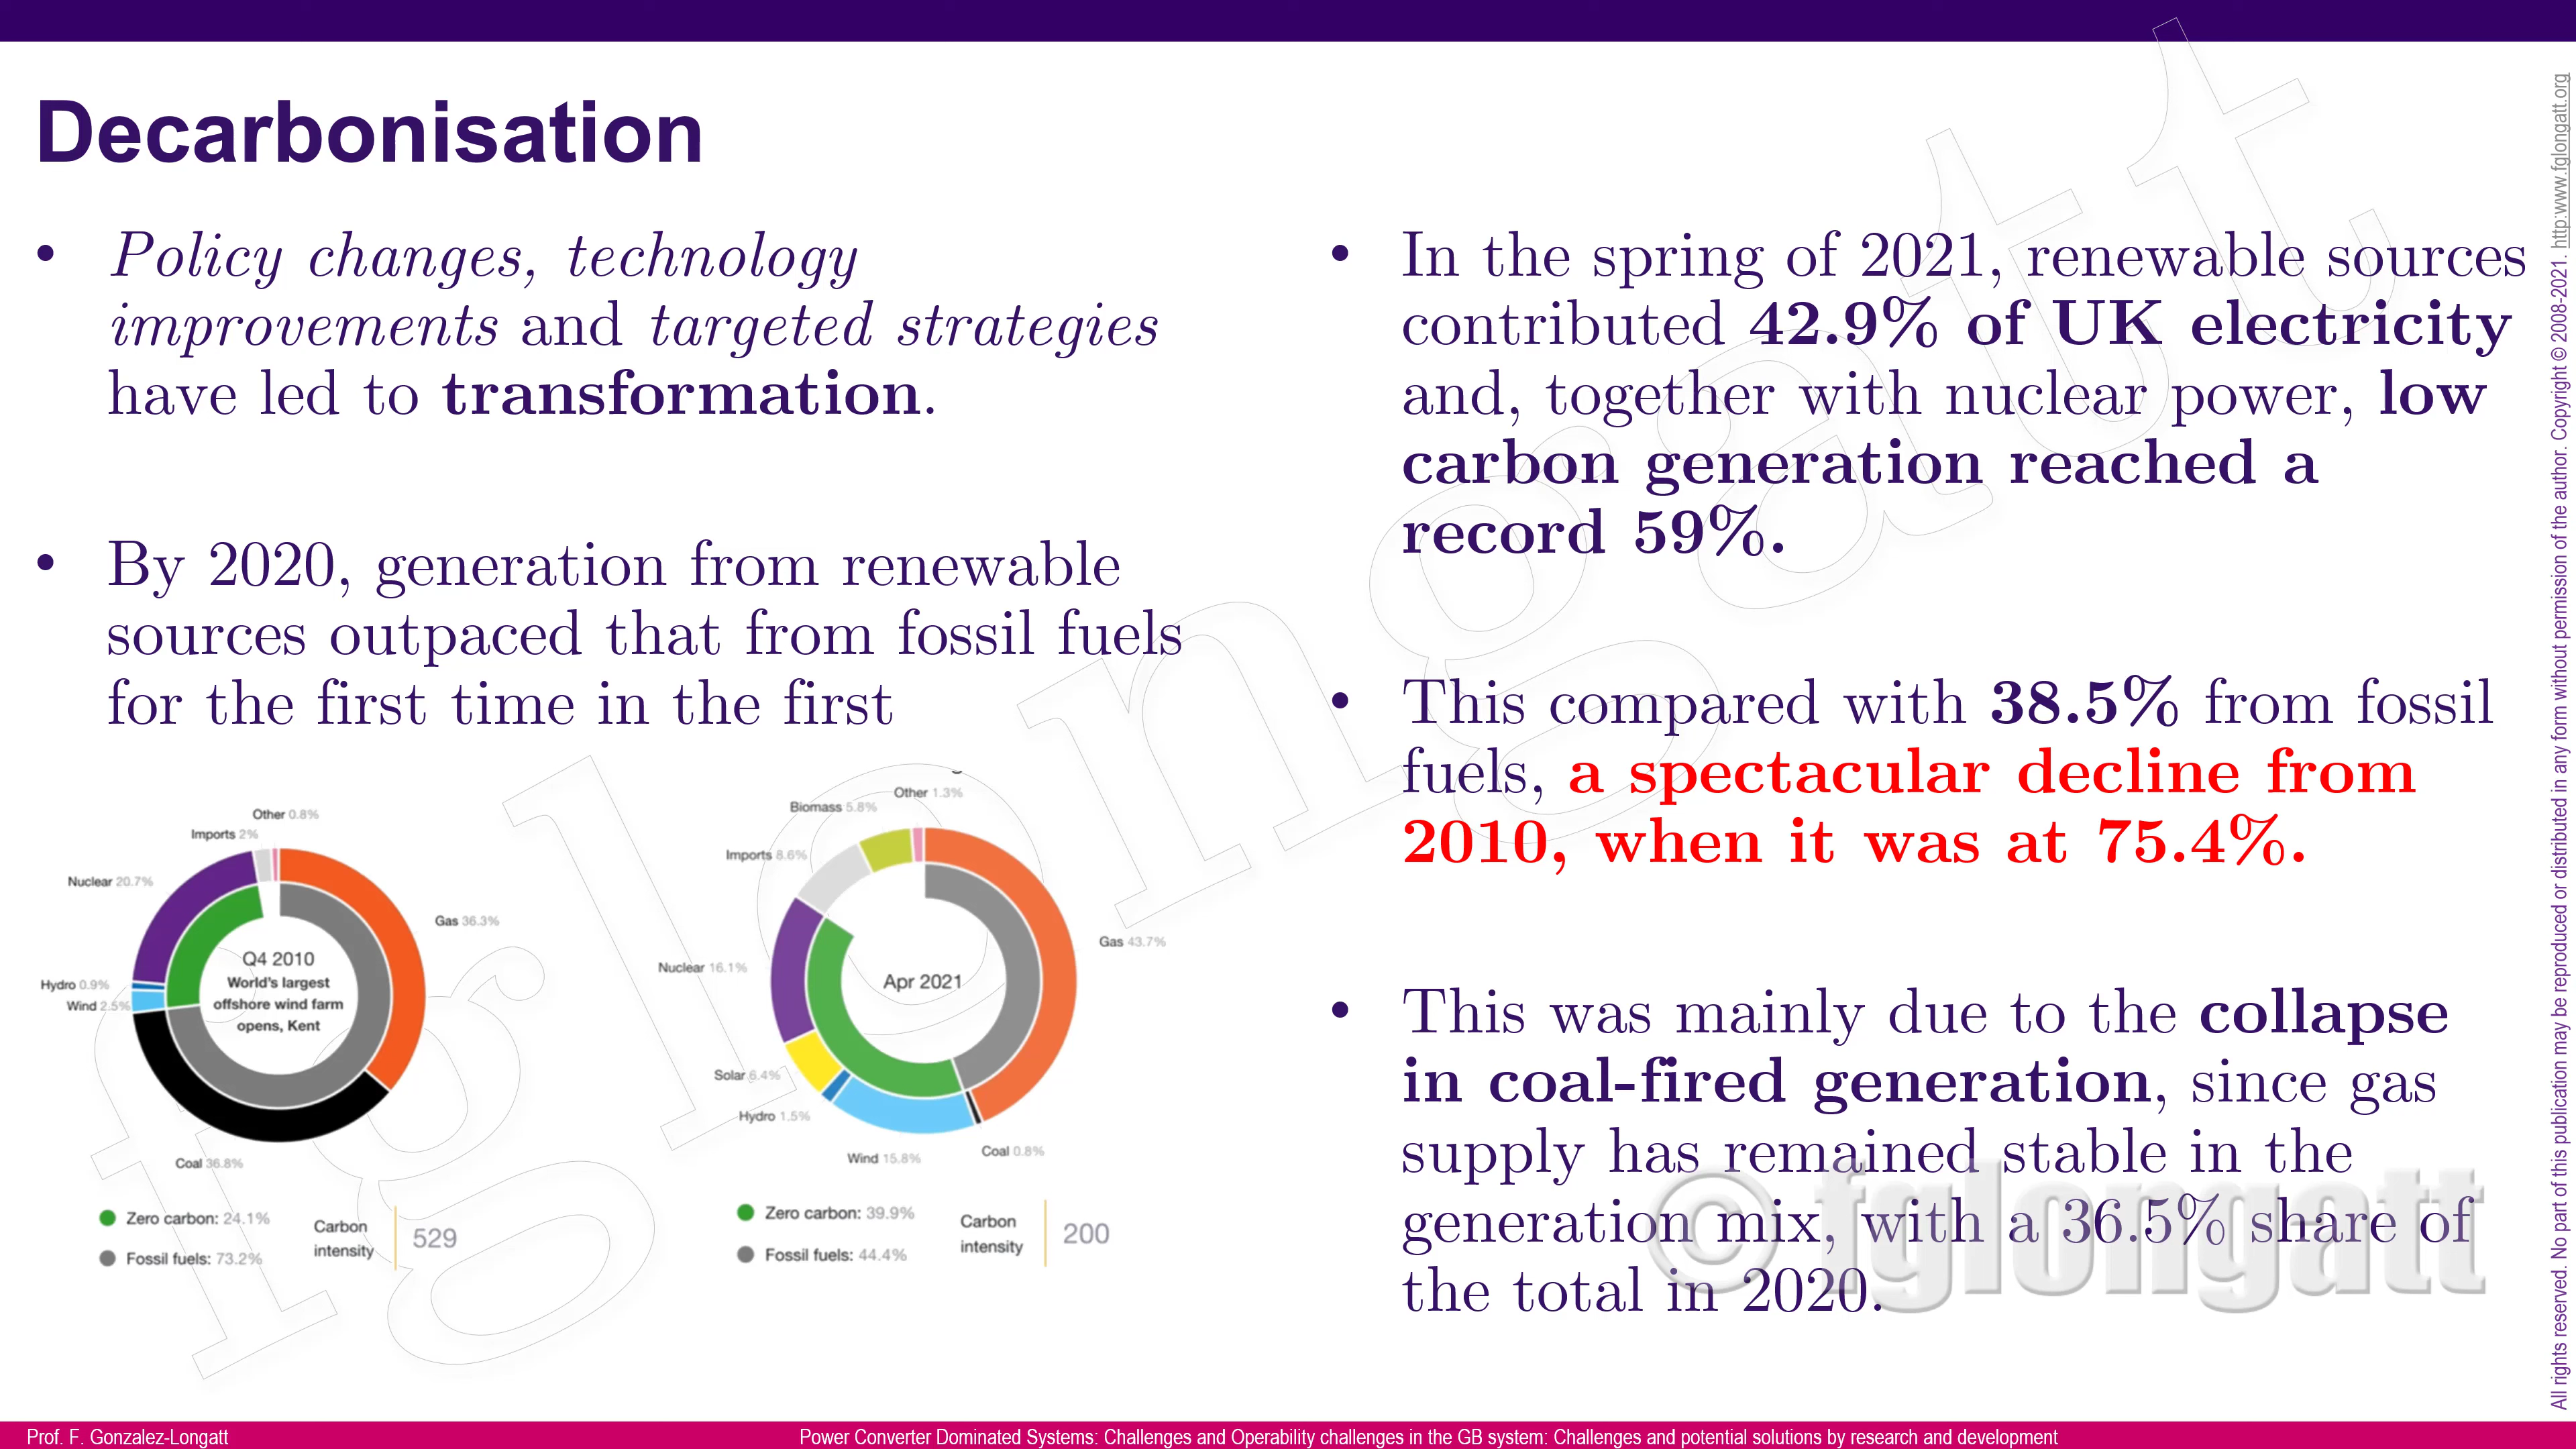 Decarbonisation
• Policy changes, technology
improvements and targeted strategies
have led to transformation.
• By 2020, generation from renewable
sources outpaced that from fossil fuels
for the first time in the first
Other 0.8%
Imports 2%
Nuclear 20.7%
Gas 36.3%
Hydro 0.9%
Wind 2.5%
Coal 36.8%
Q4 2010
World's largest
offshore wind farm
opens, Kent
Zero carbon: 24.1%
Fossil fuels: 73.2%
Carbon
intensity
529
Other 1.3%
Biomass 5.8%
Imports 8.6%
Gas 43.7%
Nuclear 16.1%
Apr 2021
Solar 6.4%
Hydro 1.5%
Wind 15.8%
Coal 0.8%
Zero carbon: 39.9%
Fossil fuels: 44.4%
Carbon
intensity
200
• In the spring of 2021, renewable sources
contributed 42.9% of UK electricity
and, together with nuclear power, low
carbon generation reached a
record 59%.
• This compared with 38.5% from fossil
fuels, a spectacular decline from
2010, when it was at 75.4%.
• This was mainly due to the collapse
in coal-fired generation, since gas
supply has remained stable in the
generation mix, with a 36.5% share of
the total in 2020.
© fglongatt
fglongatt
All rights reserved. No part of this publication may be reproduced or distributed in any form without permission of the author. Copyright © 2008-2021. http:www.fglongatt.org
Prof. F. Gonzalez-Longatt
Power Converter Dominated Systems: Challenges and Operability challenges in the GB system: Challenges and potential solutions by research and development